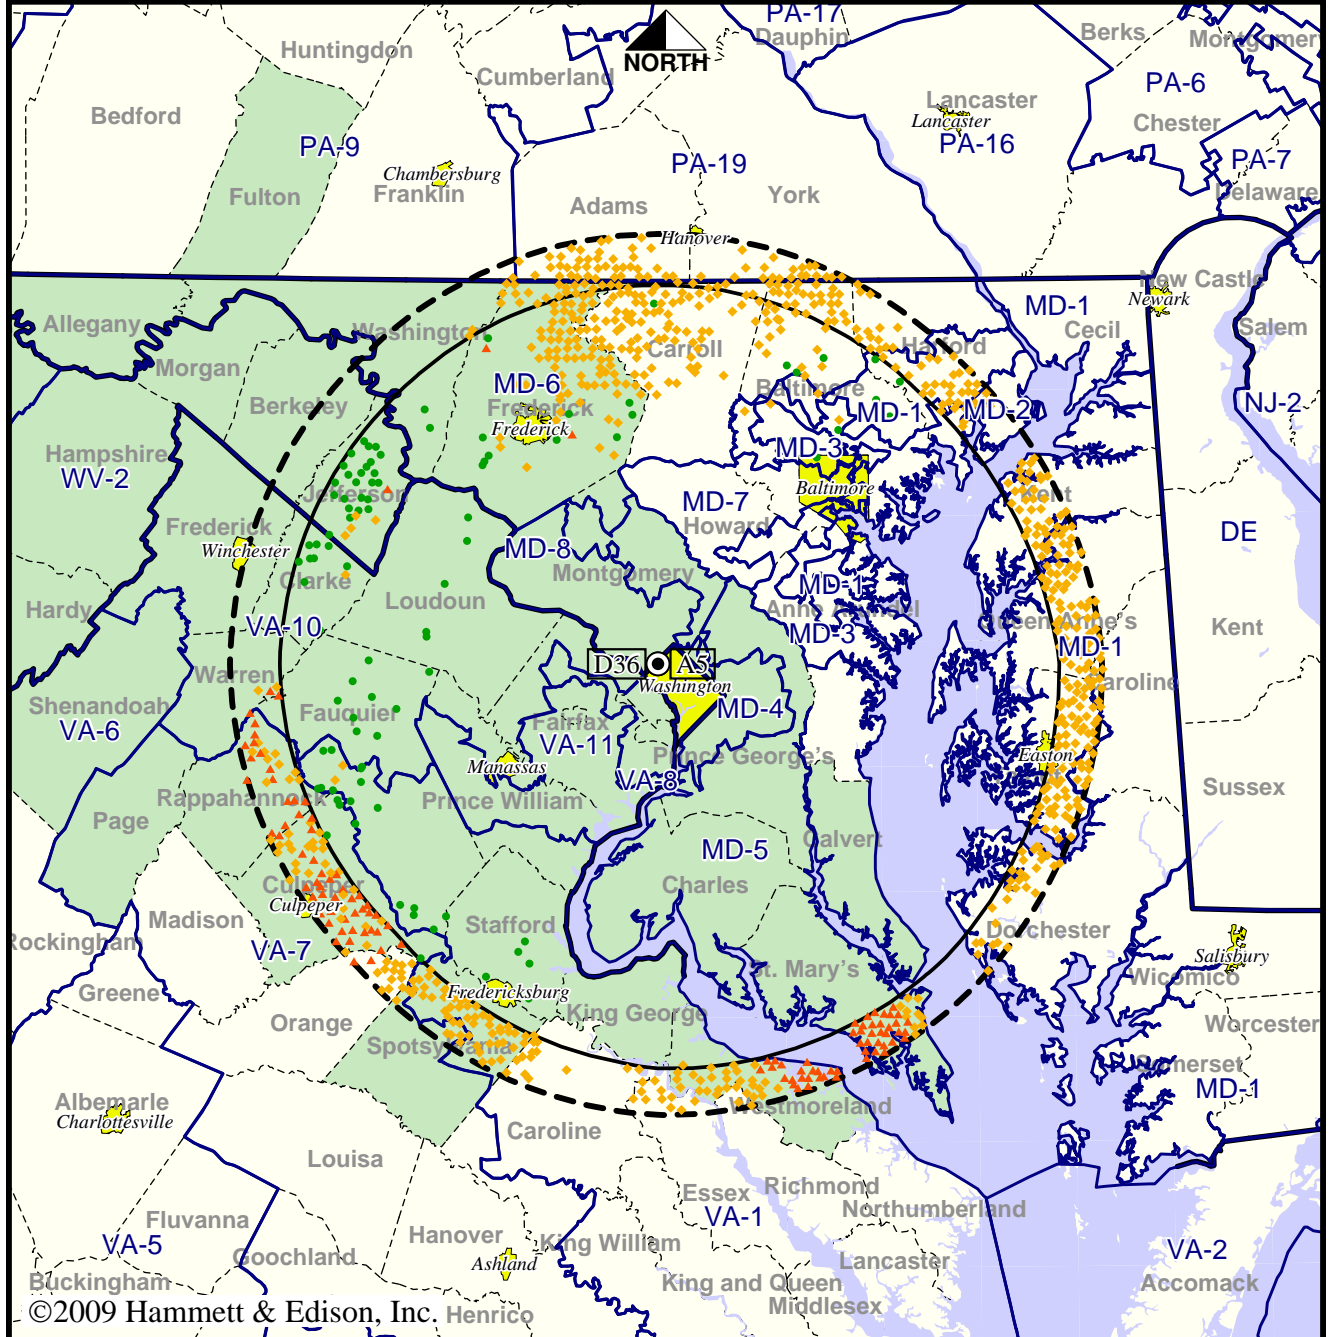 PA-17
Dauphin
Berks
Montgomery
Huntingdon
NORTH
Cumberland
PA-6
Bedford
Lancaster
Lancaster
Chester
PA-9
PA-16
PA-7
Chambersburg
PA-19
Franklin
Fulton
York
Delaware
Adams
Hanover
New Castle
Newark
MD-1
Allegany
Washington
Cecil
Salem
Harford
Carroll
Morgan
MD-6
Baltimore
Berkeley
Frederick
MD-1
MD-2
NJ-2
Frederick
Hampshire
MD-3
WV-2
Baltimore
Jefferson
Kent
MD-7
Frederick
Howard
DE
Winchester
MD-8
Clarke
Montgomery
MD-1
Loudoun
Hardy
Anne Arundel
Queen Anne's
VA-10
MD-3
Kent
MD-1
D36
A5
Warren
Washington
Caroline
Shenandoah
Fauquier
MD-4
VA-6
Fairfax
VA-11
Prince George's
Easton
Manassas
VA-8
Sussex
Rappahannock
Prince William
Page
Calvert
MD-5
Culpeper
Charles
Culpeper
Madison
Stafford
Dorchester
Rockingham
VA-7
Salisbury
St. Mary's
Wicomico
Greene
Fredericksburg
King George
Orange
Worcester
Spotsylvania
Somerset
MD-1
Albemarle
Westmoreland
Charlottesville
Caroline
Louisa
Richmond
Essex
Northumberland
VA-1
Fluvanna
Hanover
King William
VA-5
VA-2
Goochland
Ashland
Lancaster
Buckingham
King and Queen
Accomack
Middlesex
©2009 Hammett & Edison, Inc.
Henrico